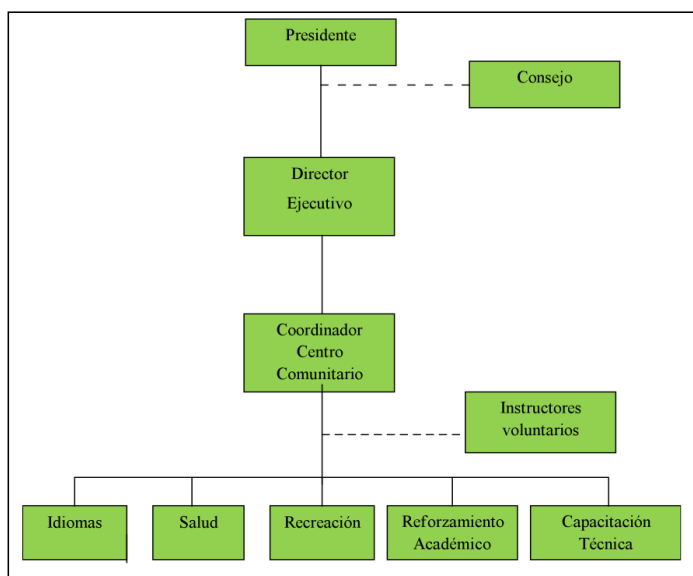 Presidente
Consejo
Director
Ejecutivo
Coordinador
Centro
Comunitario
Instructores
voluntarios
Idiomas
Salud
Recreación
Reforzamiento
Académico
Capacitación
Técnica